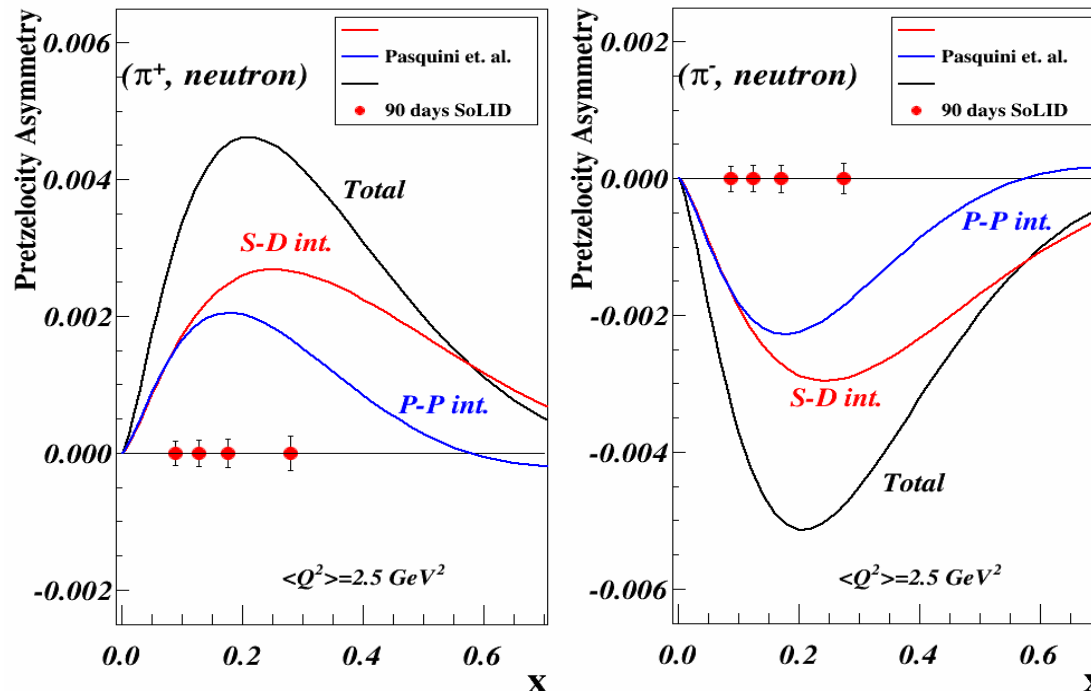 Pretzelocity Asymmetry
0.006
0.004
0.002
0.000
-0.002
(π+, neutron)
Pasquini et. al.
90 days SoLID
Total
S-D int.
P-P int.
<Q²>=2.5 GeV²
0.0 0.2 0.4 0.6
x
Pretzelocity Asymmetry
0.002
0.000
-0.002
-0.004
-0.006
(π-, neutron)
Pasquini et. al.
90 days SoLID
P-P int.
S-D int.
Total
<Q²>=2.5 GeV²
0.0 0.2 0.4 0.6
x